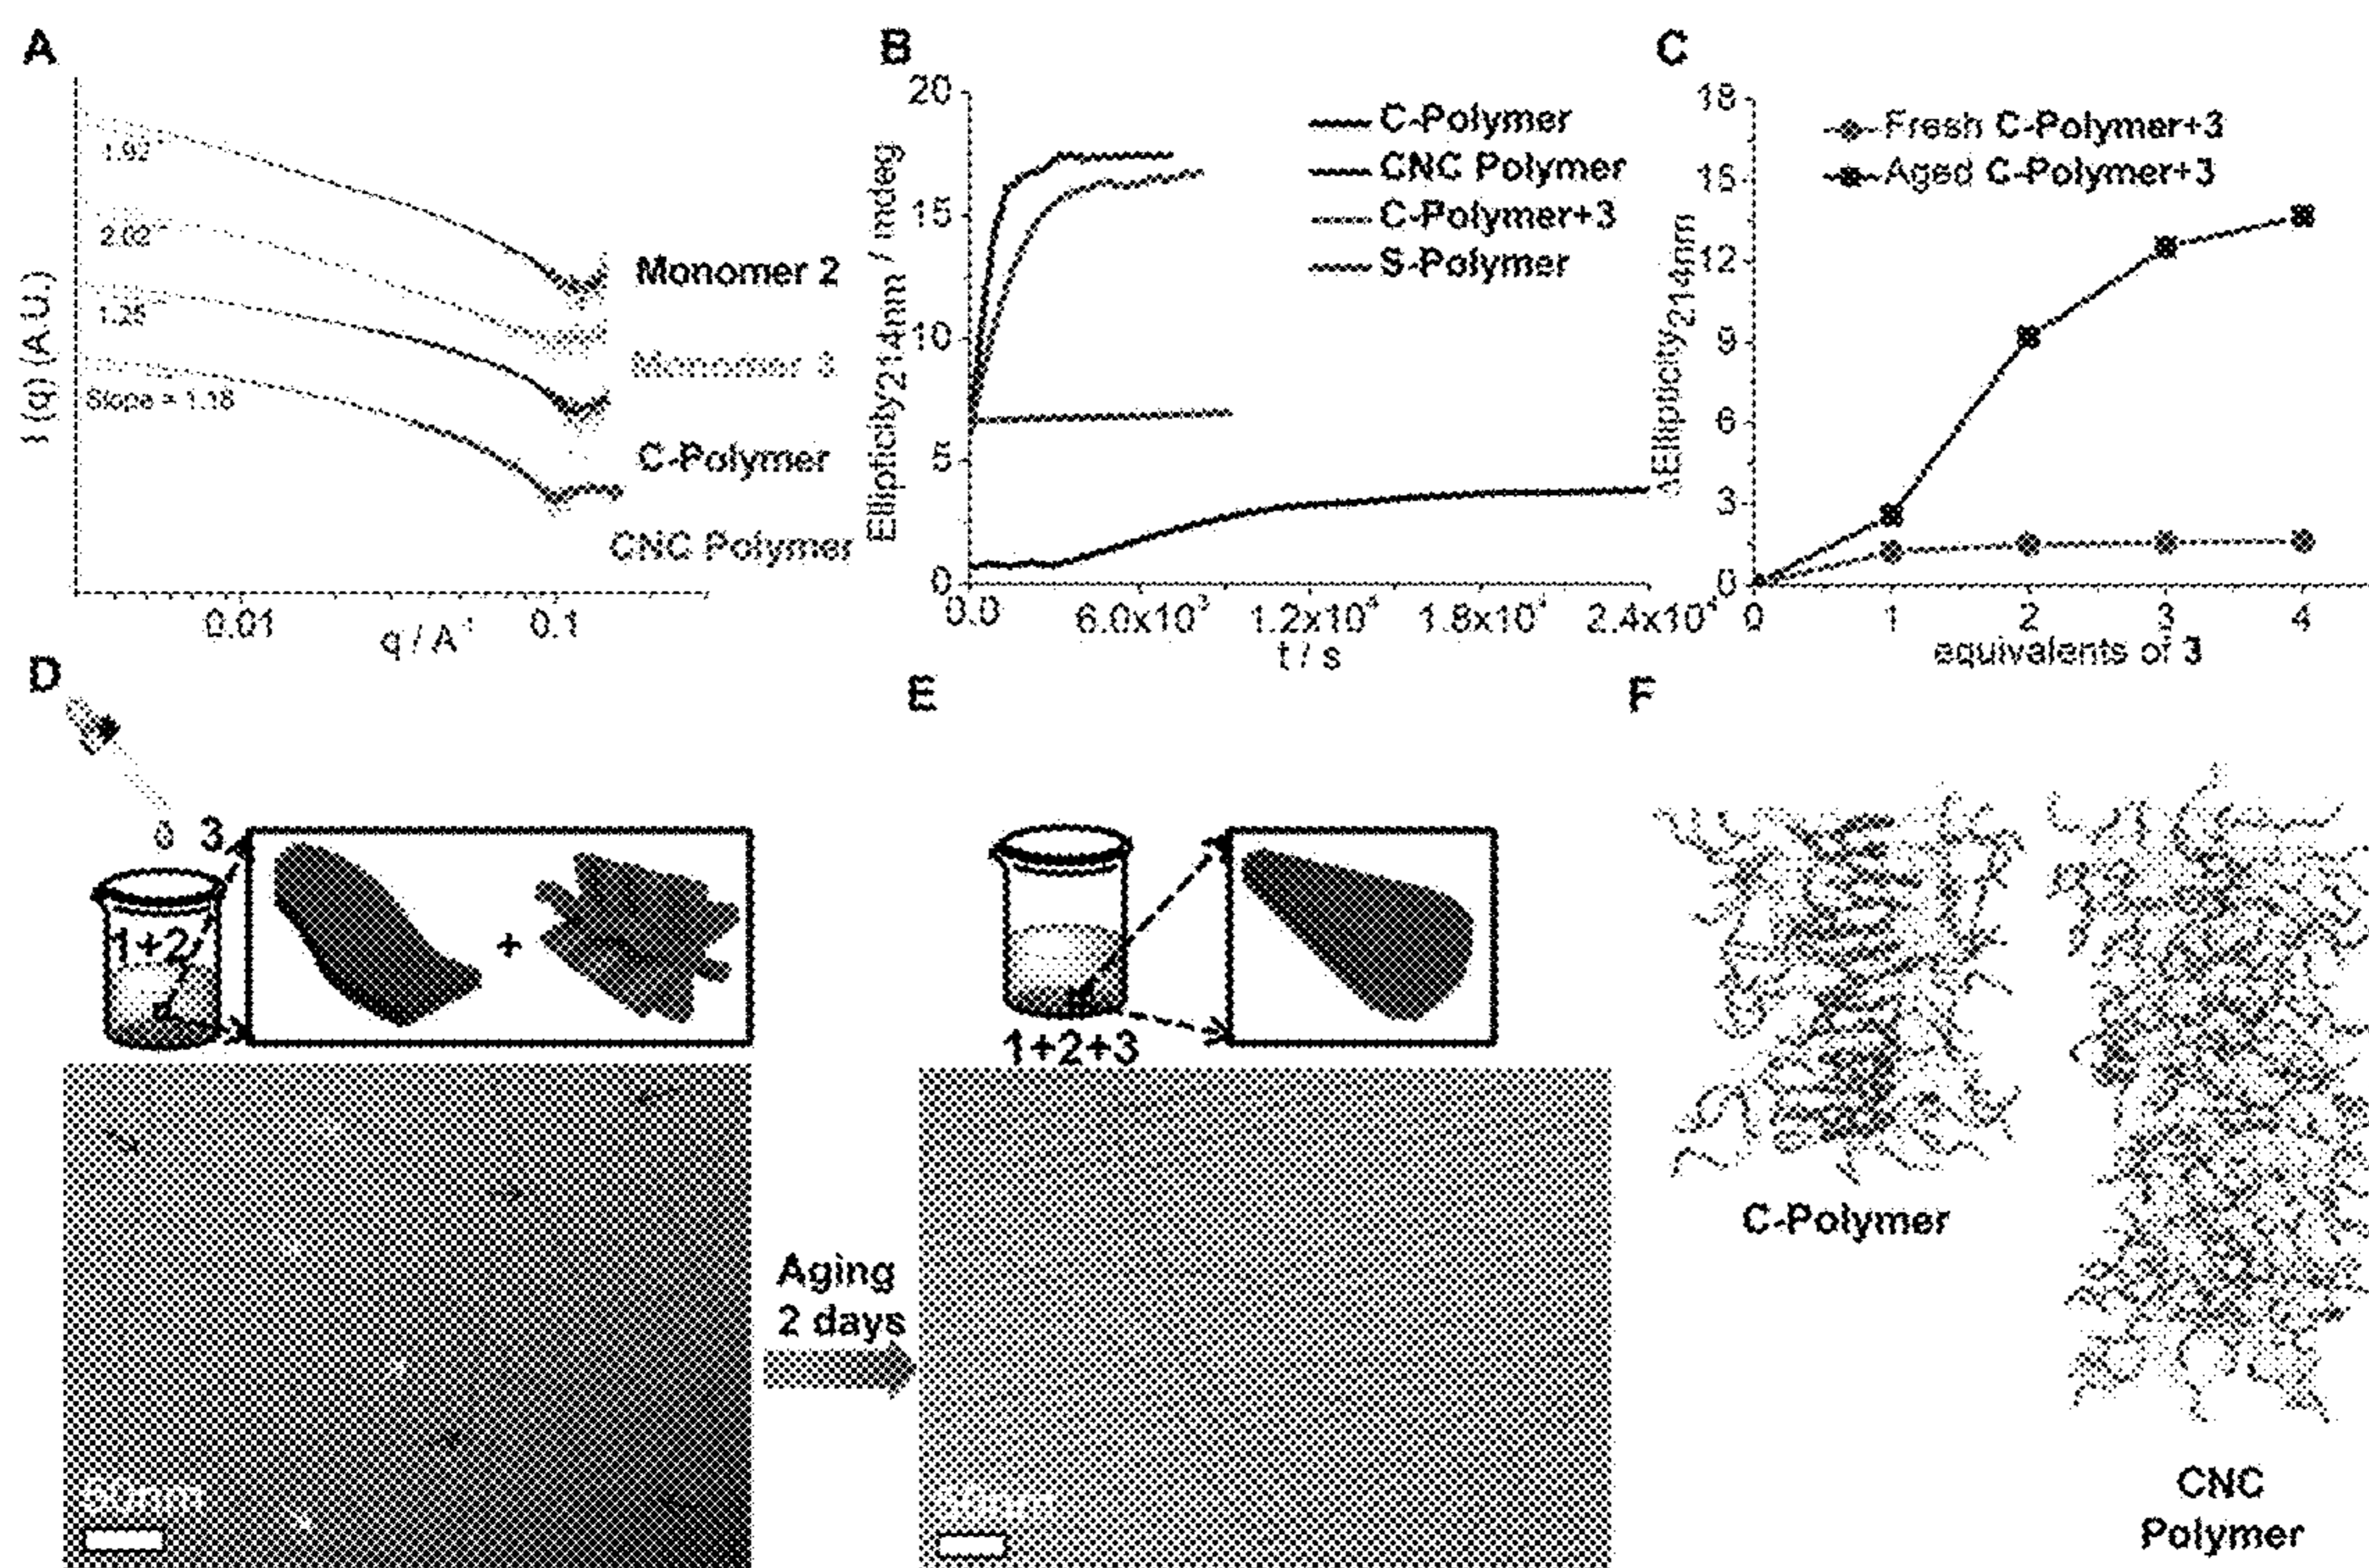 A
1.92
2.02
Slope = 1.18
Monomer 2
Monomer 3
C-Polymer
CNC Polymer
I (q) (A.U.)
0.01
0.1
q / A⁻¹
B
20
15
10
5
0
Ellipticity214nm / mdeg
C-Polymer
CNC Polymer
C-Polymer+3
S-Polymer
0.0
6.0x10³
1.2x10⁴
1.8x10⁴
2.4x10⁴
t / s
C
18
15
12
9
6
3
0
ΔEllipticity214nm
Fresh C-Polymer+3
Aged C-Polymer+3
0
1
2
3
4
equivalents of 3
D
3
1+2
+
50nm
Aging
2 days
E
1+2+3
50nm
F
C-Polymer
CNC
Polymer